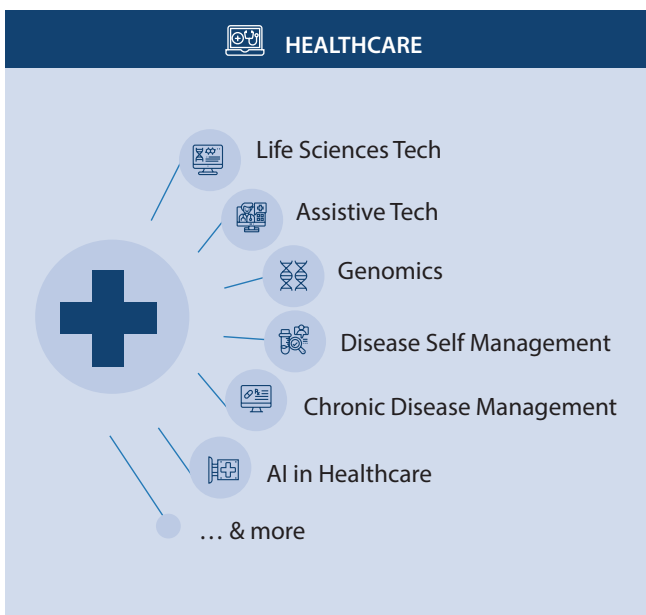 HEALTHCARE
Life Sciences Tech
Assistive Tech
Genomics
Disease Self Management
Chronic Disease Management
AI in Healthcare
… & more